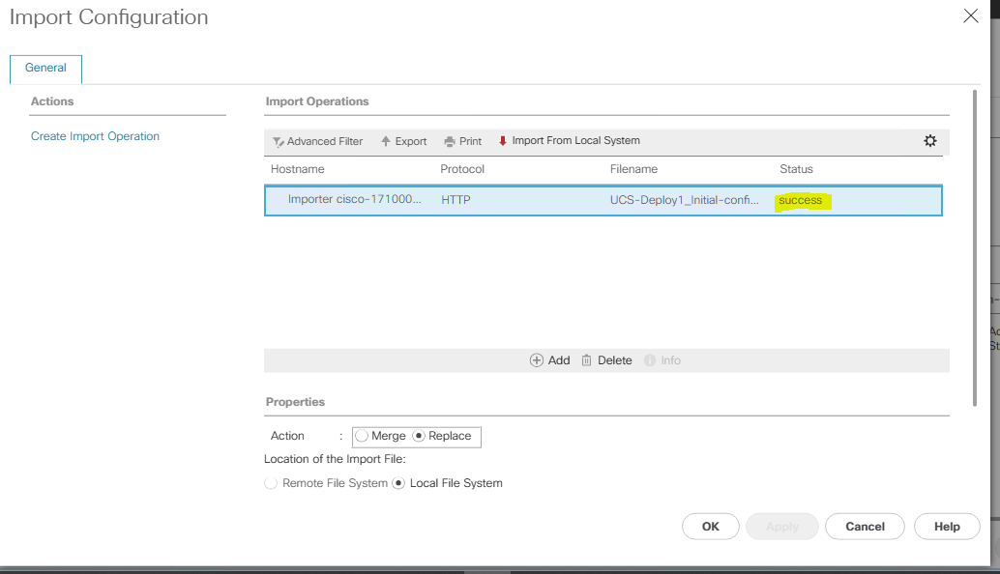 Import Configuration
General
Actions
Create Import Operation
Import Operations
Advanced Filter Export Print Import From Local System
Hostname Protocol Filename Status
Importer cisco-171000... HTTP UCS-Deploy1_Initial-confi... success
Add Delete Info
Properties
Action : Merge Replace
Location of the Import File:
Remote File System Local File System
OK Apply Cancel Help